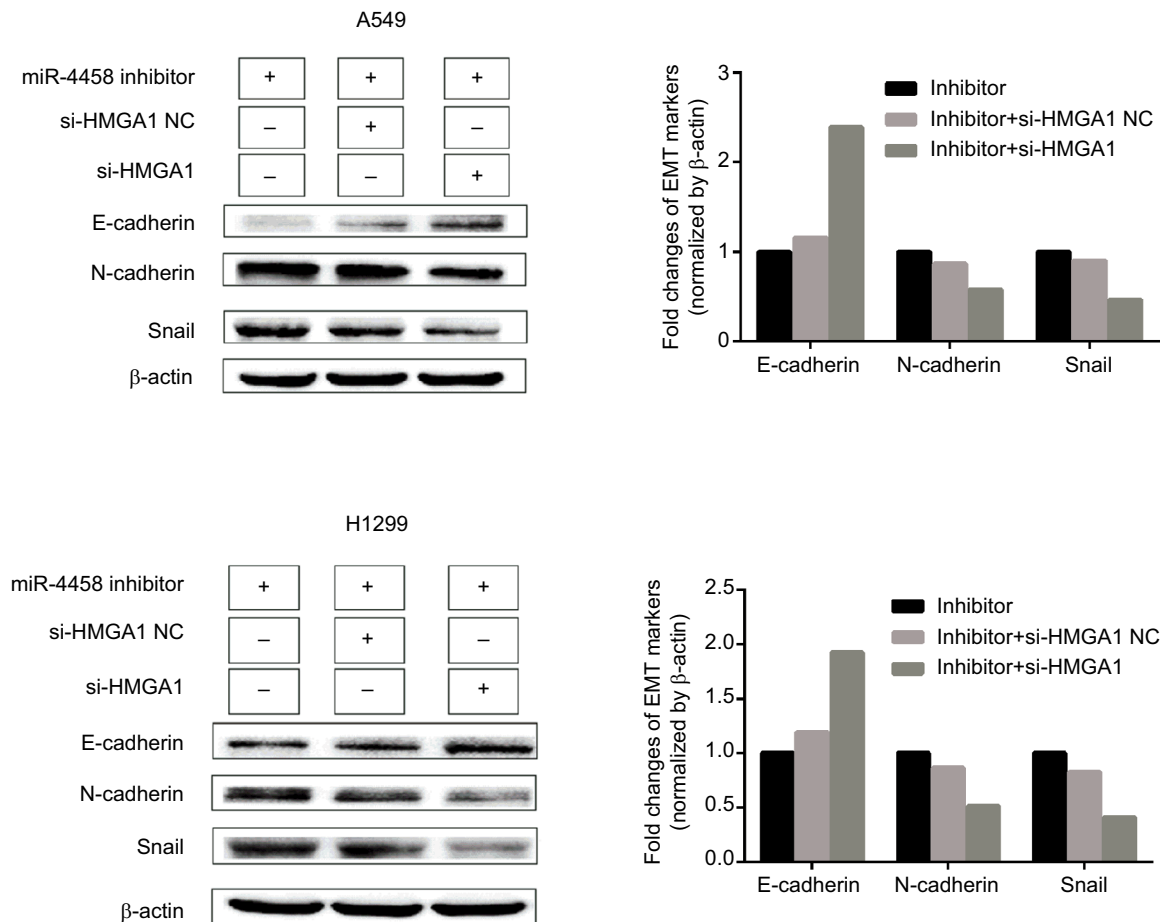 A549
miR-4458 inhibitor + + +
si-HMGA1 NC – + –
si-HMGA1 – – +
E-cadherin
N-cadherin
Snail
β-actin
Fold changes of EMT markers
(normalized by β-actin)
3
2
1
0
Inhibitor
Inhibitor+si-HMGA1 NC
Inhibitor+si-HMGA1
E-cadherin N-cadherin Snail
H1299
miR-4458 inhibitor + + +
si-HMGA1 NC – + –
si-HMGA1 – – +
E-cadherin
N-cadherin
Snail
β-actin
Fold changes of EMT markers
(normalized by β-actin)
2.5
2.0
1.5
1.0
0.5
0.0
Inhibitor
Inhibitor+si-HMGA1 NC
Inhibitor+si-HMGA1
E-cadherin N-cadherin Snail